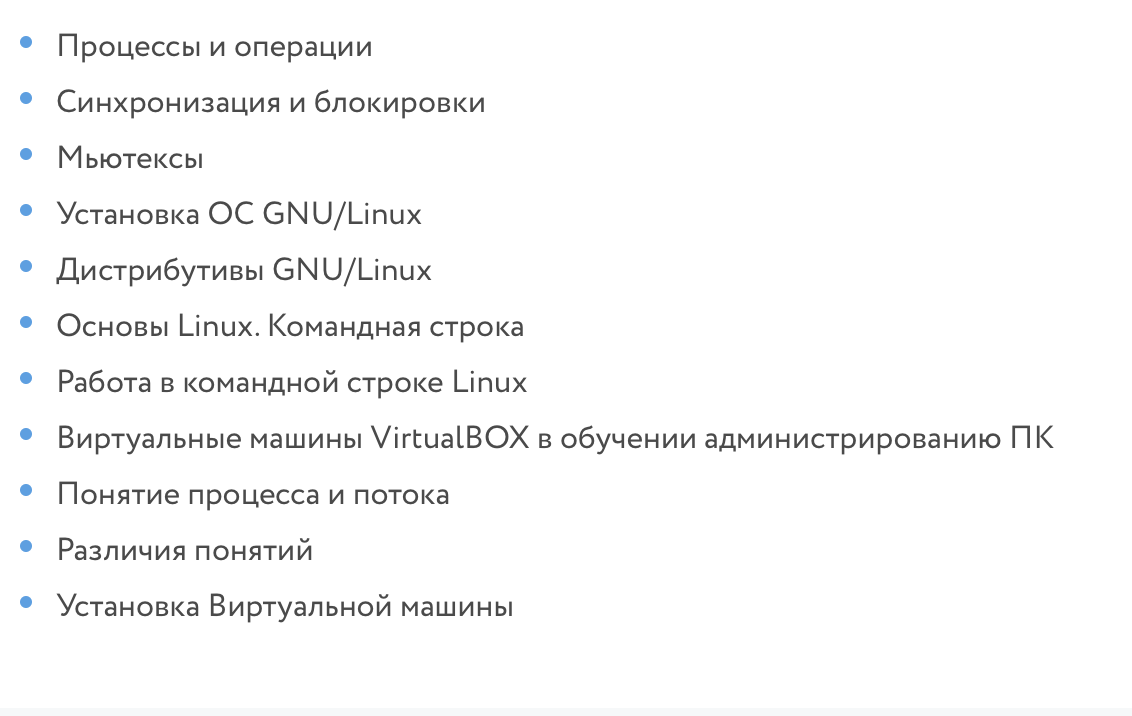 Процессы и операции
Синхронизация и блокировки
Мьютексы
Установка ОС GNU/Linux
Дистрибутивы GNU/Linux
Основы Linux. Командная строка
Работа в командной строке Linux
Виртуальные машины VirtualBOX в обучении администрированию ПК
Понятие процесса и потока
Различия понятий
Установка Виртуальной машины